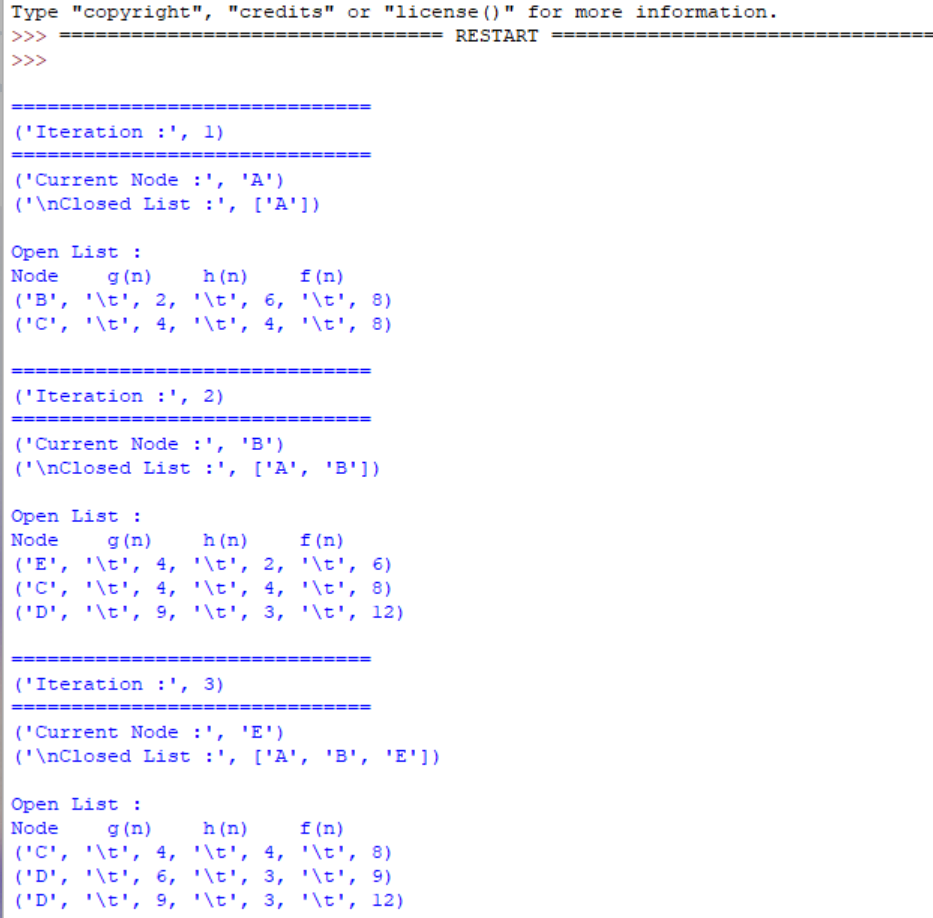 Type "copyright", "credits" or "license()" for more information.
>>> ================================ RESTART ================================
>>>
==============================
('Iteration :', 1)
==============================
('Current Node :', 'A')
('\nClosed List :', ['A'])
Open List :
Node    g(n)    h(n)    f(n)
('B', '\t', 2, '\t', 6, '\t', 8)
('C', '\t', 4, '\t', 4, '\t', 8)
==============================
('Iteration :', 2)
==============================
('Current Node :', 'B')
('\nClosed List :', ['A', 'B'])
Open List :
Node    g(n)    h(n)    f(n)
('E', '\t', 4, '\t', 2, '\t', 6)
('C', '\t', 4, '\t', 4, '\t', 8)
('D', '\t', 9, '\t', 3, '\t', 12)
==============================
('Iteration :', 3)
==============================
('Current Node :', 'E')
('\nClosed List :', ['A', 'B', 'E'])
Open List :
Node    g(n)    h(n)    f(n)
('C', '\t', 4, '\t', 4, '\t', 8)
('D', '\t', 6, '\t', 3, '\t', 9)
('D', '\t', 9, '\t', 3, '\t', 12)